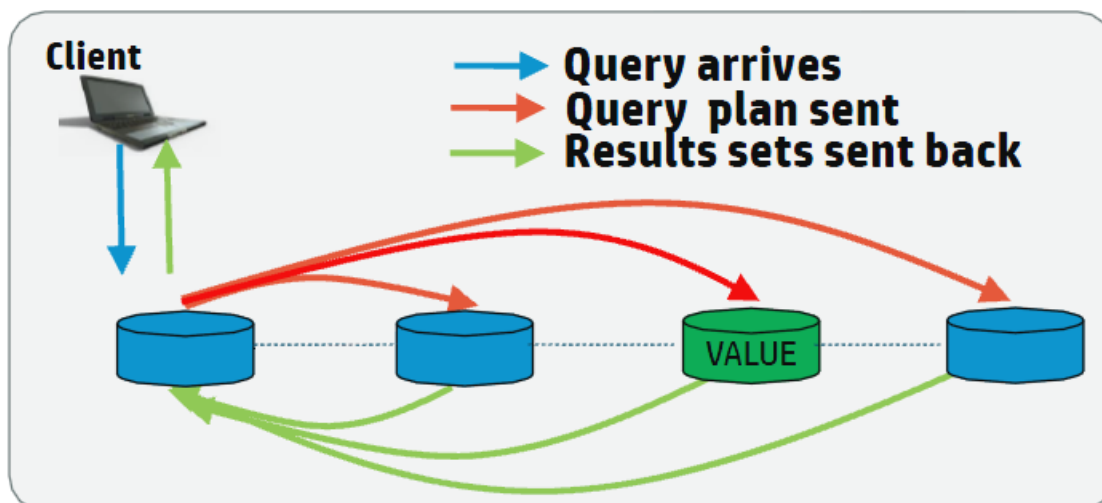 Client
Query arrives
Query plan sent
Results sets sent back
VALUE